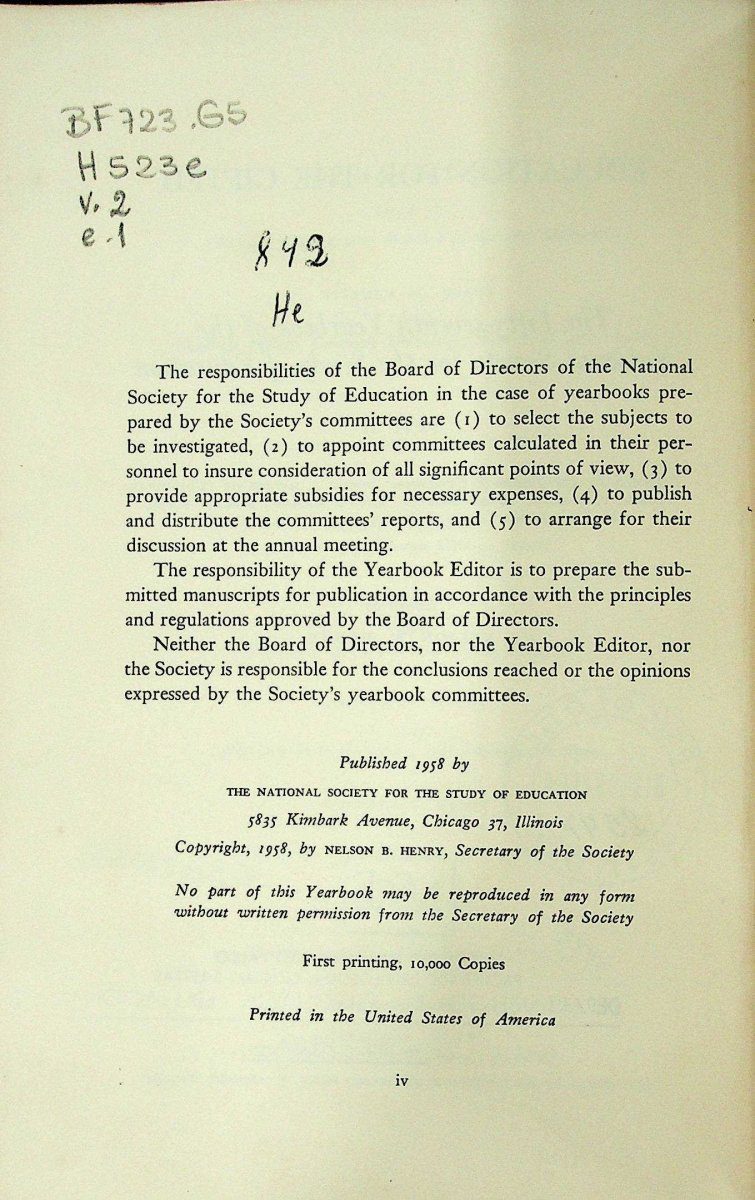 BF723.G5
H523e
v. 2
e.1
842
He
The responsibilities of the Board of Directors of the National
Society for the Study of Education in the case of yearbooks pre-
pared by the Society's committees are (1) to select the subjects to
be investigated, (2) to appoint committees calculated in their per-
sonnel to insure consideration of all significant points of view, (3) to
provide appropriate subsidies for necessary expenses, (4) to publish
and distribute the committees' reports, and (5) to arrange for their
discussion at the annual meeting.
The responsibility of the Yearbook Editor is to prepare the sub-
mitted manuscripts for publication in accordance with the principles
and regulations approved by the Board of Directors.
Neither the Board of Directors, nor the Yearbook Editor, nor
the Society is responsible for the conclusions reached or the opinions
expressed by the Society's yearbook committees.
Published 1958 by
THE NATIONAL SOCIETY FOR THE STUDY OF EDUCATION
5835 Kimbark Avenue, Chicago 37, Illinois
Copyright, 1958, by NELSON B. HENRY, Secretary of the Society
No part of this Yearbook may be reproduced in any form
without written permission from the Secretary of the Society
First printing, 10,000 Copies
Printed in the United States of America
iv